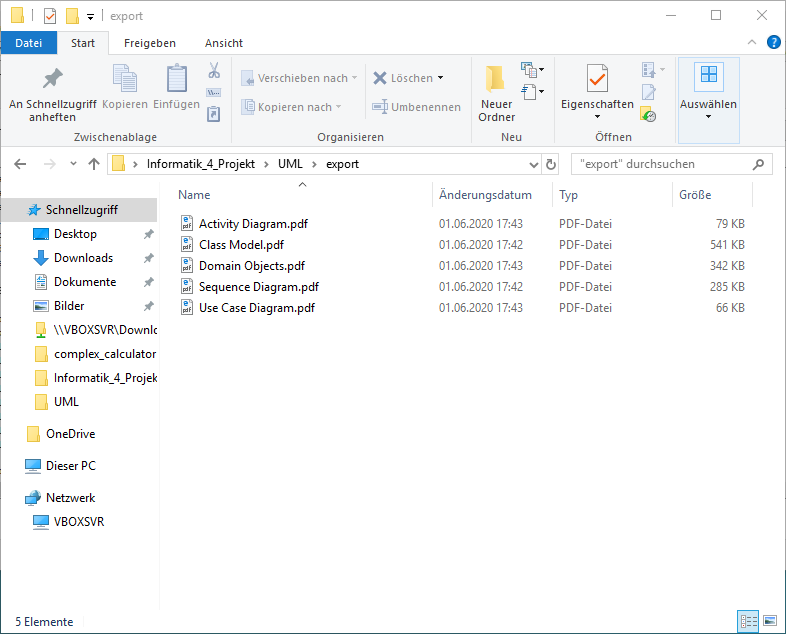 export
Datei Start Freigeben Ansicht
An Schnellzugriff anheften
Kopieren
Einfügen
Zwischenablage
Verschieben nach
Kopieren nach
Löschen
Umbenennen
Organisieren
Neuer Ordner
Neu
Eigenschaften
Öffnen
Auswählen
Informatik_4_Projekt > UML > export
"export" durchsuchen
Name Änderungsdatum Typ Größe
Activity Diagram.pdf 01.06.2020 17:43 PDF-Datei 79 KB
Class Model.pdf 01.06.2020 17:42 PDF-Datei 541 KB
Domain Objects.pdf 01.06.2020 17:43 PDF-Datei 342 KB
Sequence Diagram.pdf 01.06.2020 17:42 PDF-Datei 285 KB
Use Case Diagram.pdf 01.06.2020 17:43 PDF-Datei 66 KB
Schnellzugriff
Desktop
Downloads
Dokumente
Bilder
\\VBOXSVR\Downlo
complex_calculator
Informatik_4_Projek
UML
OneDrive
Dieser PC
Netzwerk
VBOXSVR
5 Elemente